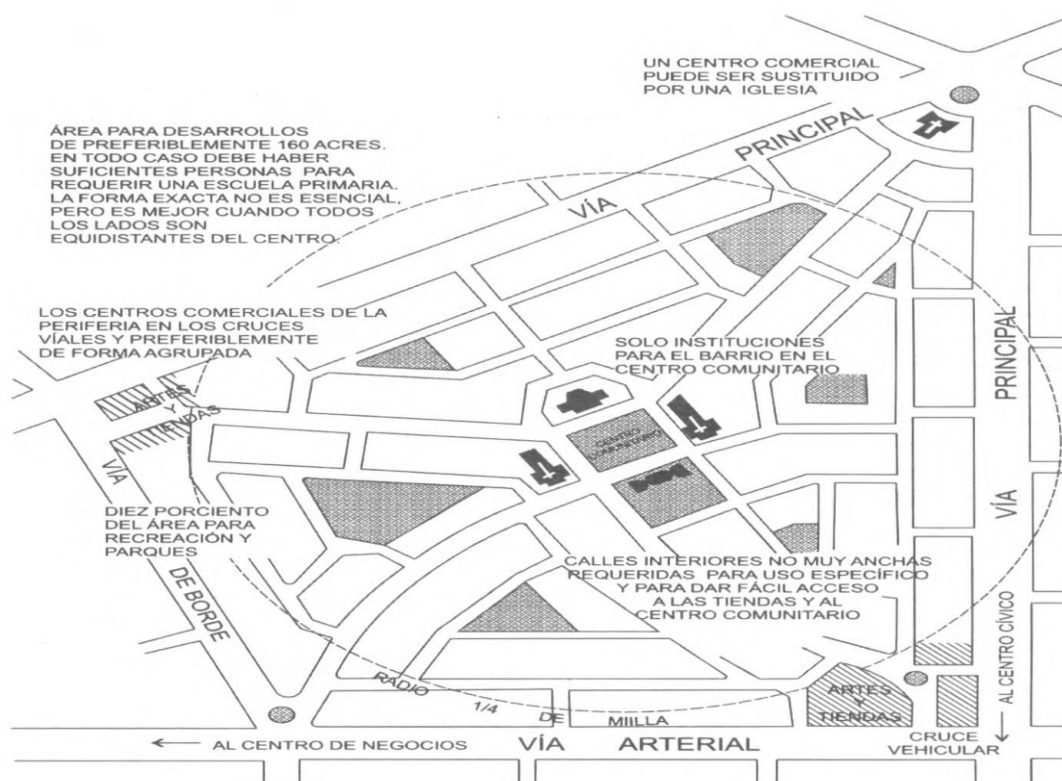 UN CENTRO COMERCIAL
PUEDE SER SUSTITUIDO
POR UNA IGLESIA
ÁREA PARA DESARROLLOS
DE PREFERIBLEMENTE 160 ACRES.
EN TODO CASO DEBE HABER
SUFICIENTES PERSONAS PARA
REQUERIR UNA ESCUELA PRIMARIA.
LA FORMA EXACTA NO ES ESENCIAL,
PERO ES MEJOR CUANDO TODOS
LOS LADOS SON
EQUIDISTANTES DEL CENTRO.
VÍA PRINCIPAL
LOS CENTROS COMERCIALES DE LA
PERIFERIA EN LOS CRUCES
VÍALES Y PREFERIBLEMENTE
DE FORMA AGRUPADA
SOLO INSTITUCIONES
PARA EL BARRIO EN EL
CENTRO COMUNITARIO
ARTES
Y
TIENDAS
CENTRO
COMUNITARIO
VÍA PRINCIPAL
VÍA DE BORDE
DIEZ PORCIENTO
DEL ÁREA PARA
RECREACIÓN Y
PARQUES
CALLES INTERIORES NO MUY ANCHAS
REQUERIDAS PARA USO ESPECÍFICO
Y PARA DAR FÁCIL ACCESO
A LAS TIENDAS Y AL
CENTRO COMUNITARIO
AL CENTRO CÍVICO
RADIO 1/4 DE MIILLA
ARTES
Y
TIENDAS
CRUCE
VEHICULAR
AL CENTRO DE NEGOCIOS
VÍA ARTERIAL